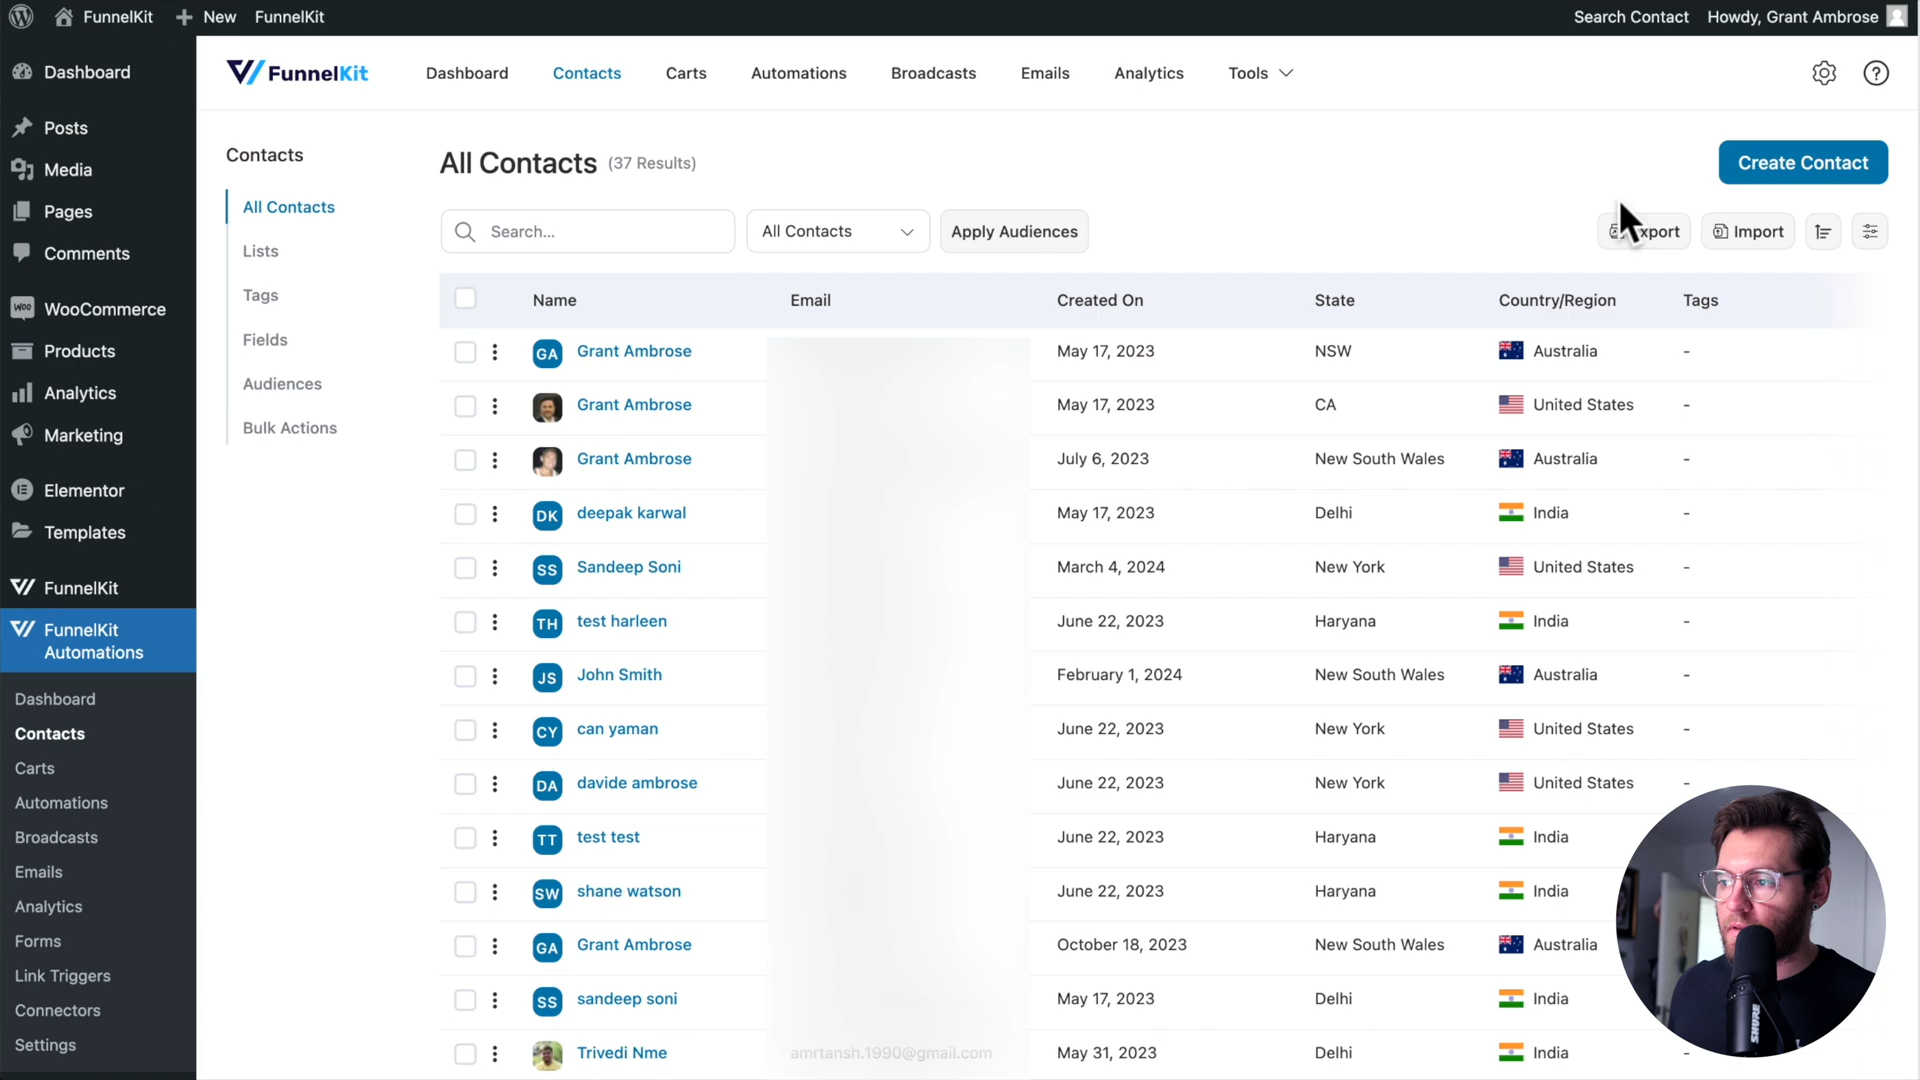 FunnelKit
New
FunnelKit
Search Contact
Howdy, Grant Ambrose
Dashboard
Posts
Media
Pages
Comments
WOO
WooCommerce
Products
Analytics
Marketing
Elementor
Templates
FunnelKit
FunnelKit
Automations
Dashboard
Contacts
Carts
Automations
Broadcasts
Emails
Analytics
Forms
Link Triggers
Connectors
Settings
FunnelKit
Dashboard
Contacts
Carts
Automations
Broadcasts
Emails
Analytics
Tools
Contacts
All Contacts
Lists
Tags
Fields
Audiences
Bulk Actions
All Contacts (37 Results)
Create Contact
Search...
All Contacts
Apply Audiences
Import
Name Email Created On State Country/Region Tags
GA Grant Ambrose May 17, 2023 NSW Australia -
Grant Ambrose May 17, 2023 CA United States -
Grant Ambrose July 6, 2023 New South Wales Australia -
DK deepak karwal May 17, 2023 Delhi India -
SS Sandeep Soni March 4, 2024 New York United States -
TH test harleen June 22, 2023 Haryana India -
JS John Smith February 1, 2024 New South Wales Australia -
CY can yaman June 22, 2023 New York United States -
DA davide ambrose June 22, 2023 New York United States -
TT test test June 22, 2023 Haryana India
SW shane watson June 22, 2023 Haryana India
GA Grant Ambrose October 18, 2023 New South Wales Australia
SS sandeep soni May 17, 2023 Delhi India
Trivedi Nme amrtansh.1990@gmail.com May 31, 2023 Delhi India -
SHURE